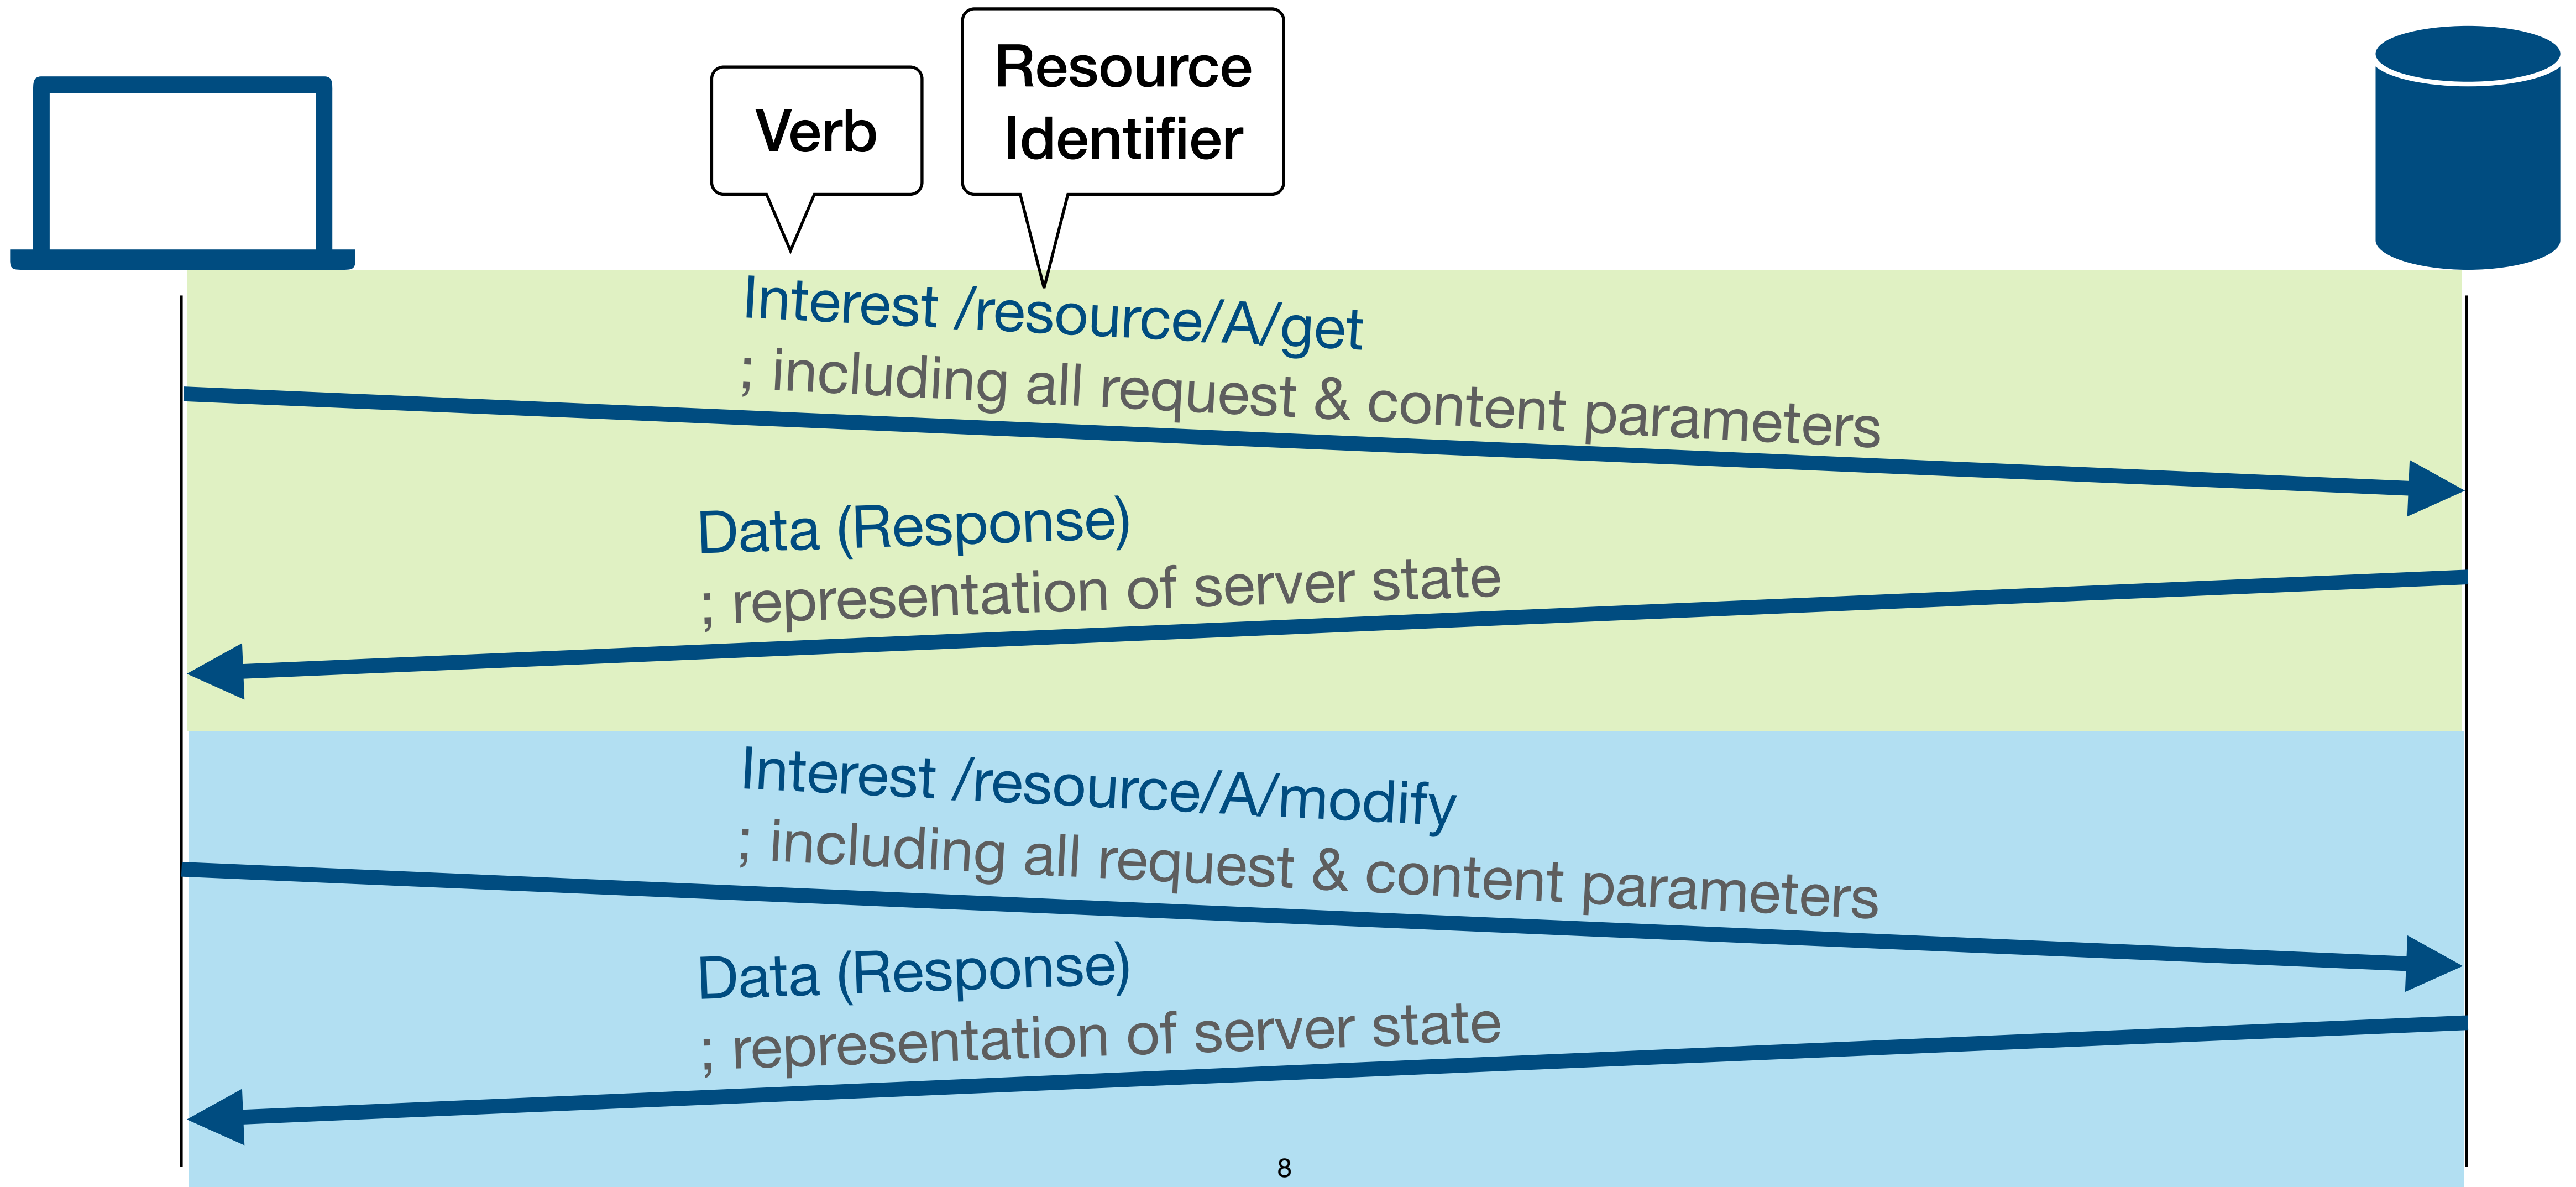 Verb
Resource
Identifier
Interest /resource/A/get
; including all request & content parameters
Data (Response)
; representation of server state
Interest /resource/A/modify
; including all request & content parameters
Data (Response)
; representation of server state
8